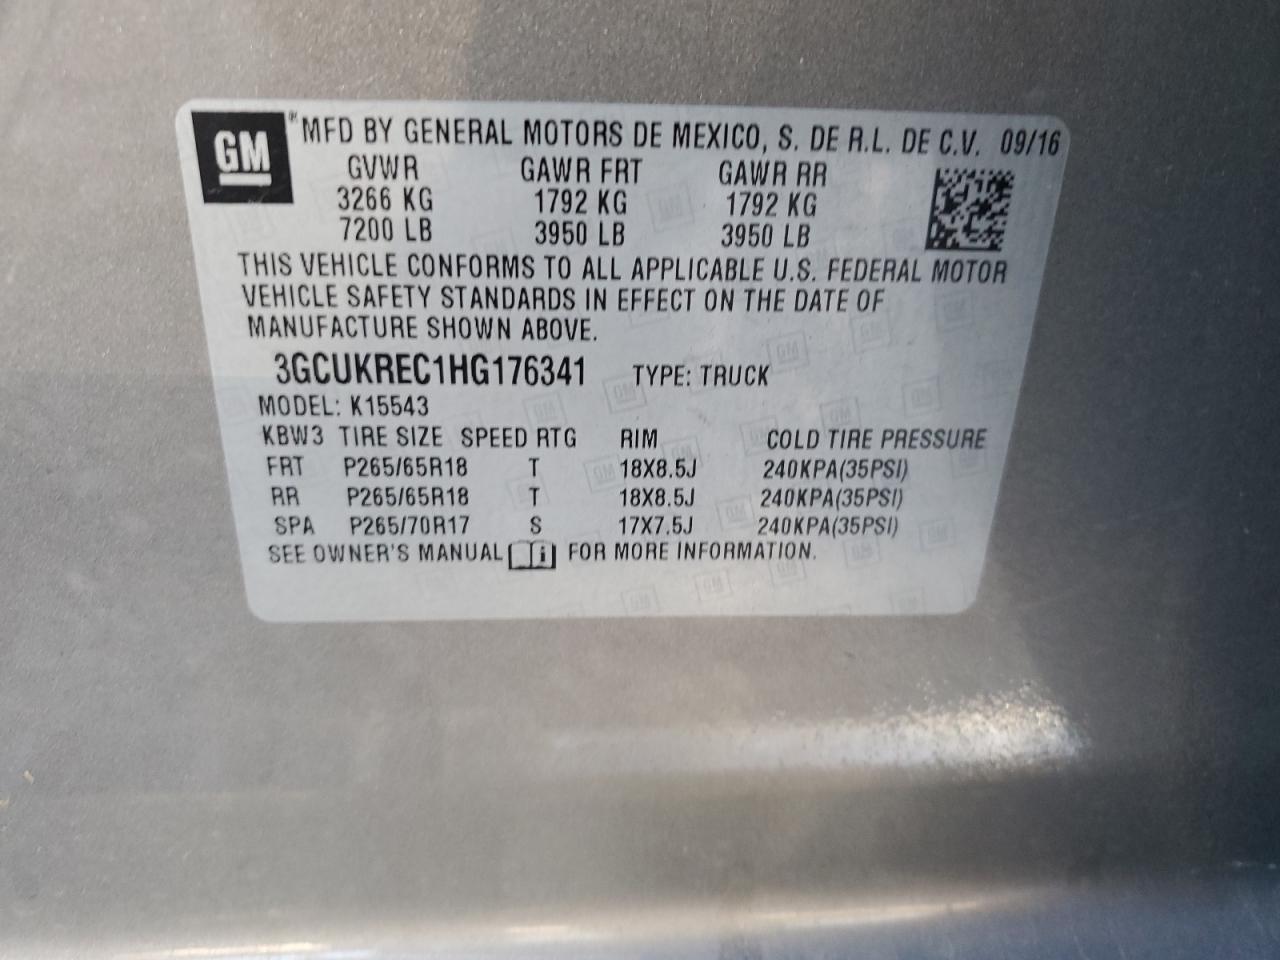 GM ® MFD BY GENERAL MOTORS DE MEXICO, S. DE R.L. DE C.V. 09/16
GVWR GAWR FRT GAWR RR
3266 KG 1792 KG 1792 KG
7200 LB 3950 LB 3950 LB
THIS VEHICLE CONFORMS TO ALL APPLICABLE U.S. FEDERAL MOTOR
VEHICLE SAFETY STANDARDS IN EFFECT ON THE DATE OF
MANUFACTURE SHOWN ABOVE.
3GCUKREC1HG176341 TYPE: TRUCK
MODEL: K15543
KBW3 TIRE SIZE SPEED RTG RIM COLD TIRE PRESSURE
FRT P265/65R18 T 18X8.5J 240KPA(35PSI)
RR P265/65R18 T 18X8.5J 240KPA(35PSI)
SPA P265/70R17 S 17X7.5J 240KPA(35PSI)
SEE OWNER'S MANUAL i FOR MORE INFORMATION.